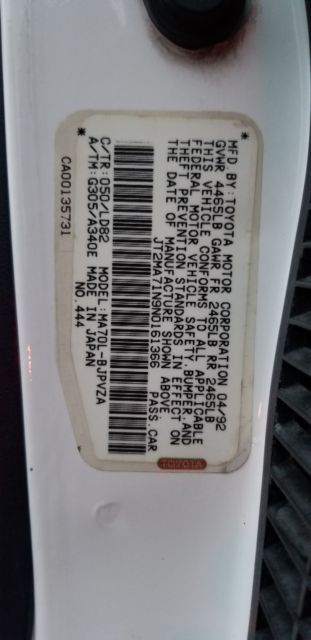 * MFD BY: TOYOTA MOTOR CORPORATION 04/92
GVWR 4465LB GAWR FR 2465LB RR 2465LB
THIS VEHICLE CONFORMS TO ALL APPLICABLE
FEDERAL MOTOR VEHICLE SAFETY, BUMPER, AND
THEFT PREVENTION STANDARDS IN EFFECT ON
THE DATE OF MANUFACTURE SHOWN ABOVE
JT2MA71N9N0161366 PASS. CAR
C/TR: 050/LD82 MODEL: MA70L-BJPVZA
* A/TM: G305/A340E MADE IN JAPAN
NO. 444
CA00135731
TOYOTA